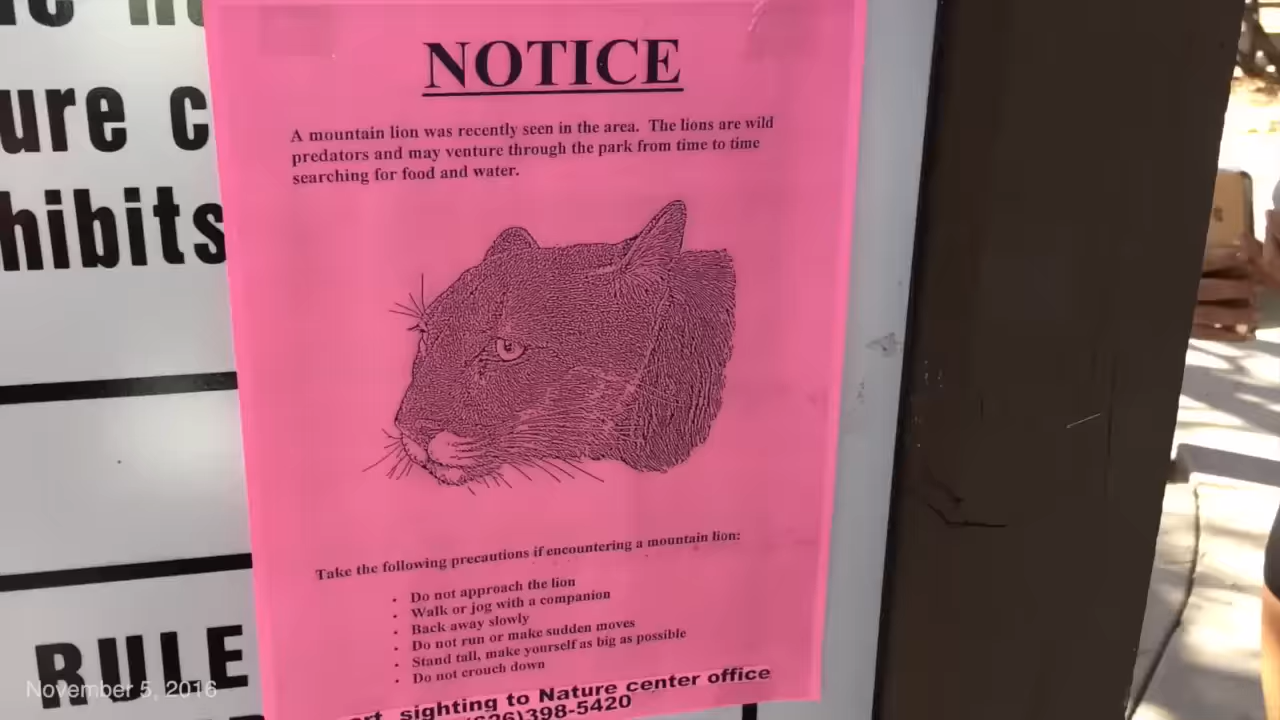 ure c
hibits
NOTICE
A mountain lion was recently seen in the area. The lions are wild
predators and may venture through the park from time to time
searching for food and water.
Take the following precautions if encountering a mountain lion:
• Do not approach the lion
• Walk or jog with a companion
• Back away slowly
• Do not run or make sudden moves
• Stand tall, make yourself as big as possible
• Do not crouch down
sighting to Nature center office
(626)398-5420
RULE
November 5, 2016